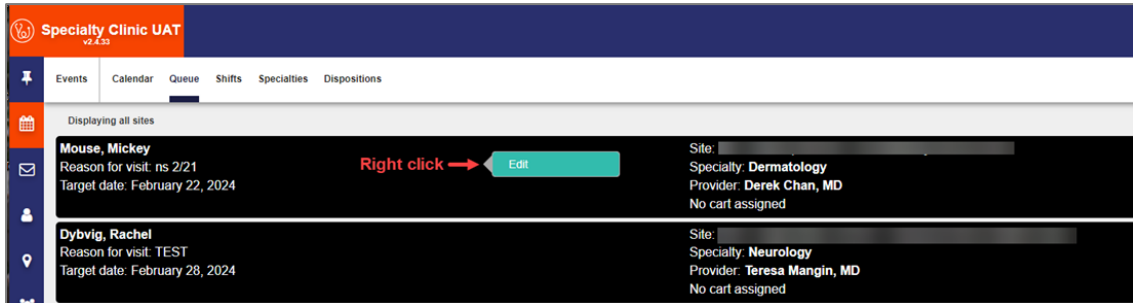 Specialty Clinic UAT
v2.4.33
Events Calendar Queue Shifts Specialties Dispositions
Displaying all sites
Mouse, Mickey
Reason for visit: ns 2/21
Target date: February 22, 2024
Right click
Edit
Site:
Specialty: Dermatology
Provider: Derek Chan, MD
No cart assigned
Dybvig, Rachel
Reason for visit: TEST
Target date: February 28, 2024
Site:
Specialty: Neurology
Provider: Teresa Mangin, MD
No cart assigned